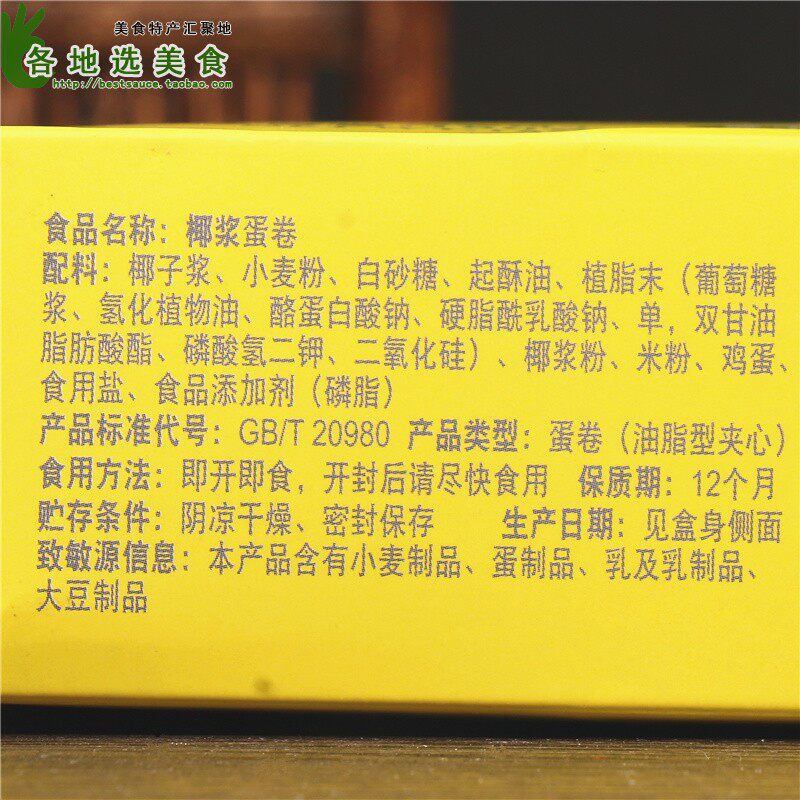 美食特产汇聚地
各地选美食
http://bestsauce.taobao.com
食品名称：椰浆蛋卷
配料：椰子浆、小麦粉、白砂糖、起酥油、植脂末（葡萄糖
浆、氢化植物油、酪蛋白酸钠、硬脂酰乳酸钠、单，双甘油
脂肪酸酯、磷酸氢二钾、二氧化硅）、椰浆粉、米粉、鸡蛋、
食用盐、食品添加剂（磷脂）
产品标准代号：GB/T 20980 产品类型：蛋卷（油脂型夹心）
食用方法：即开即食，开封后请尽快食用 保质期：12个月
贮存条件：阴凉干燥、密封保存 生产日期：见盒身侧面
致敏源信息：本产品含有小麦制品、蛋制品、乳及乳制品、
大豆制品